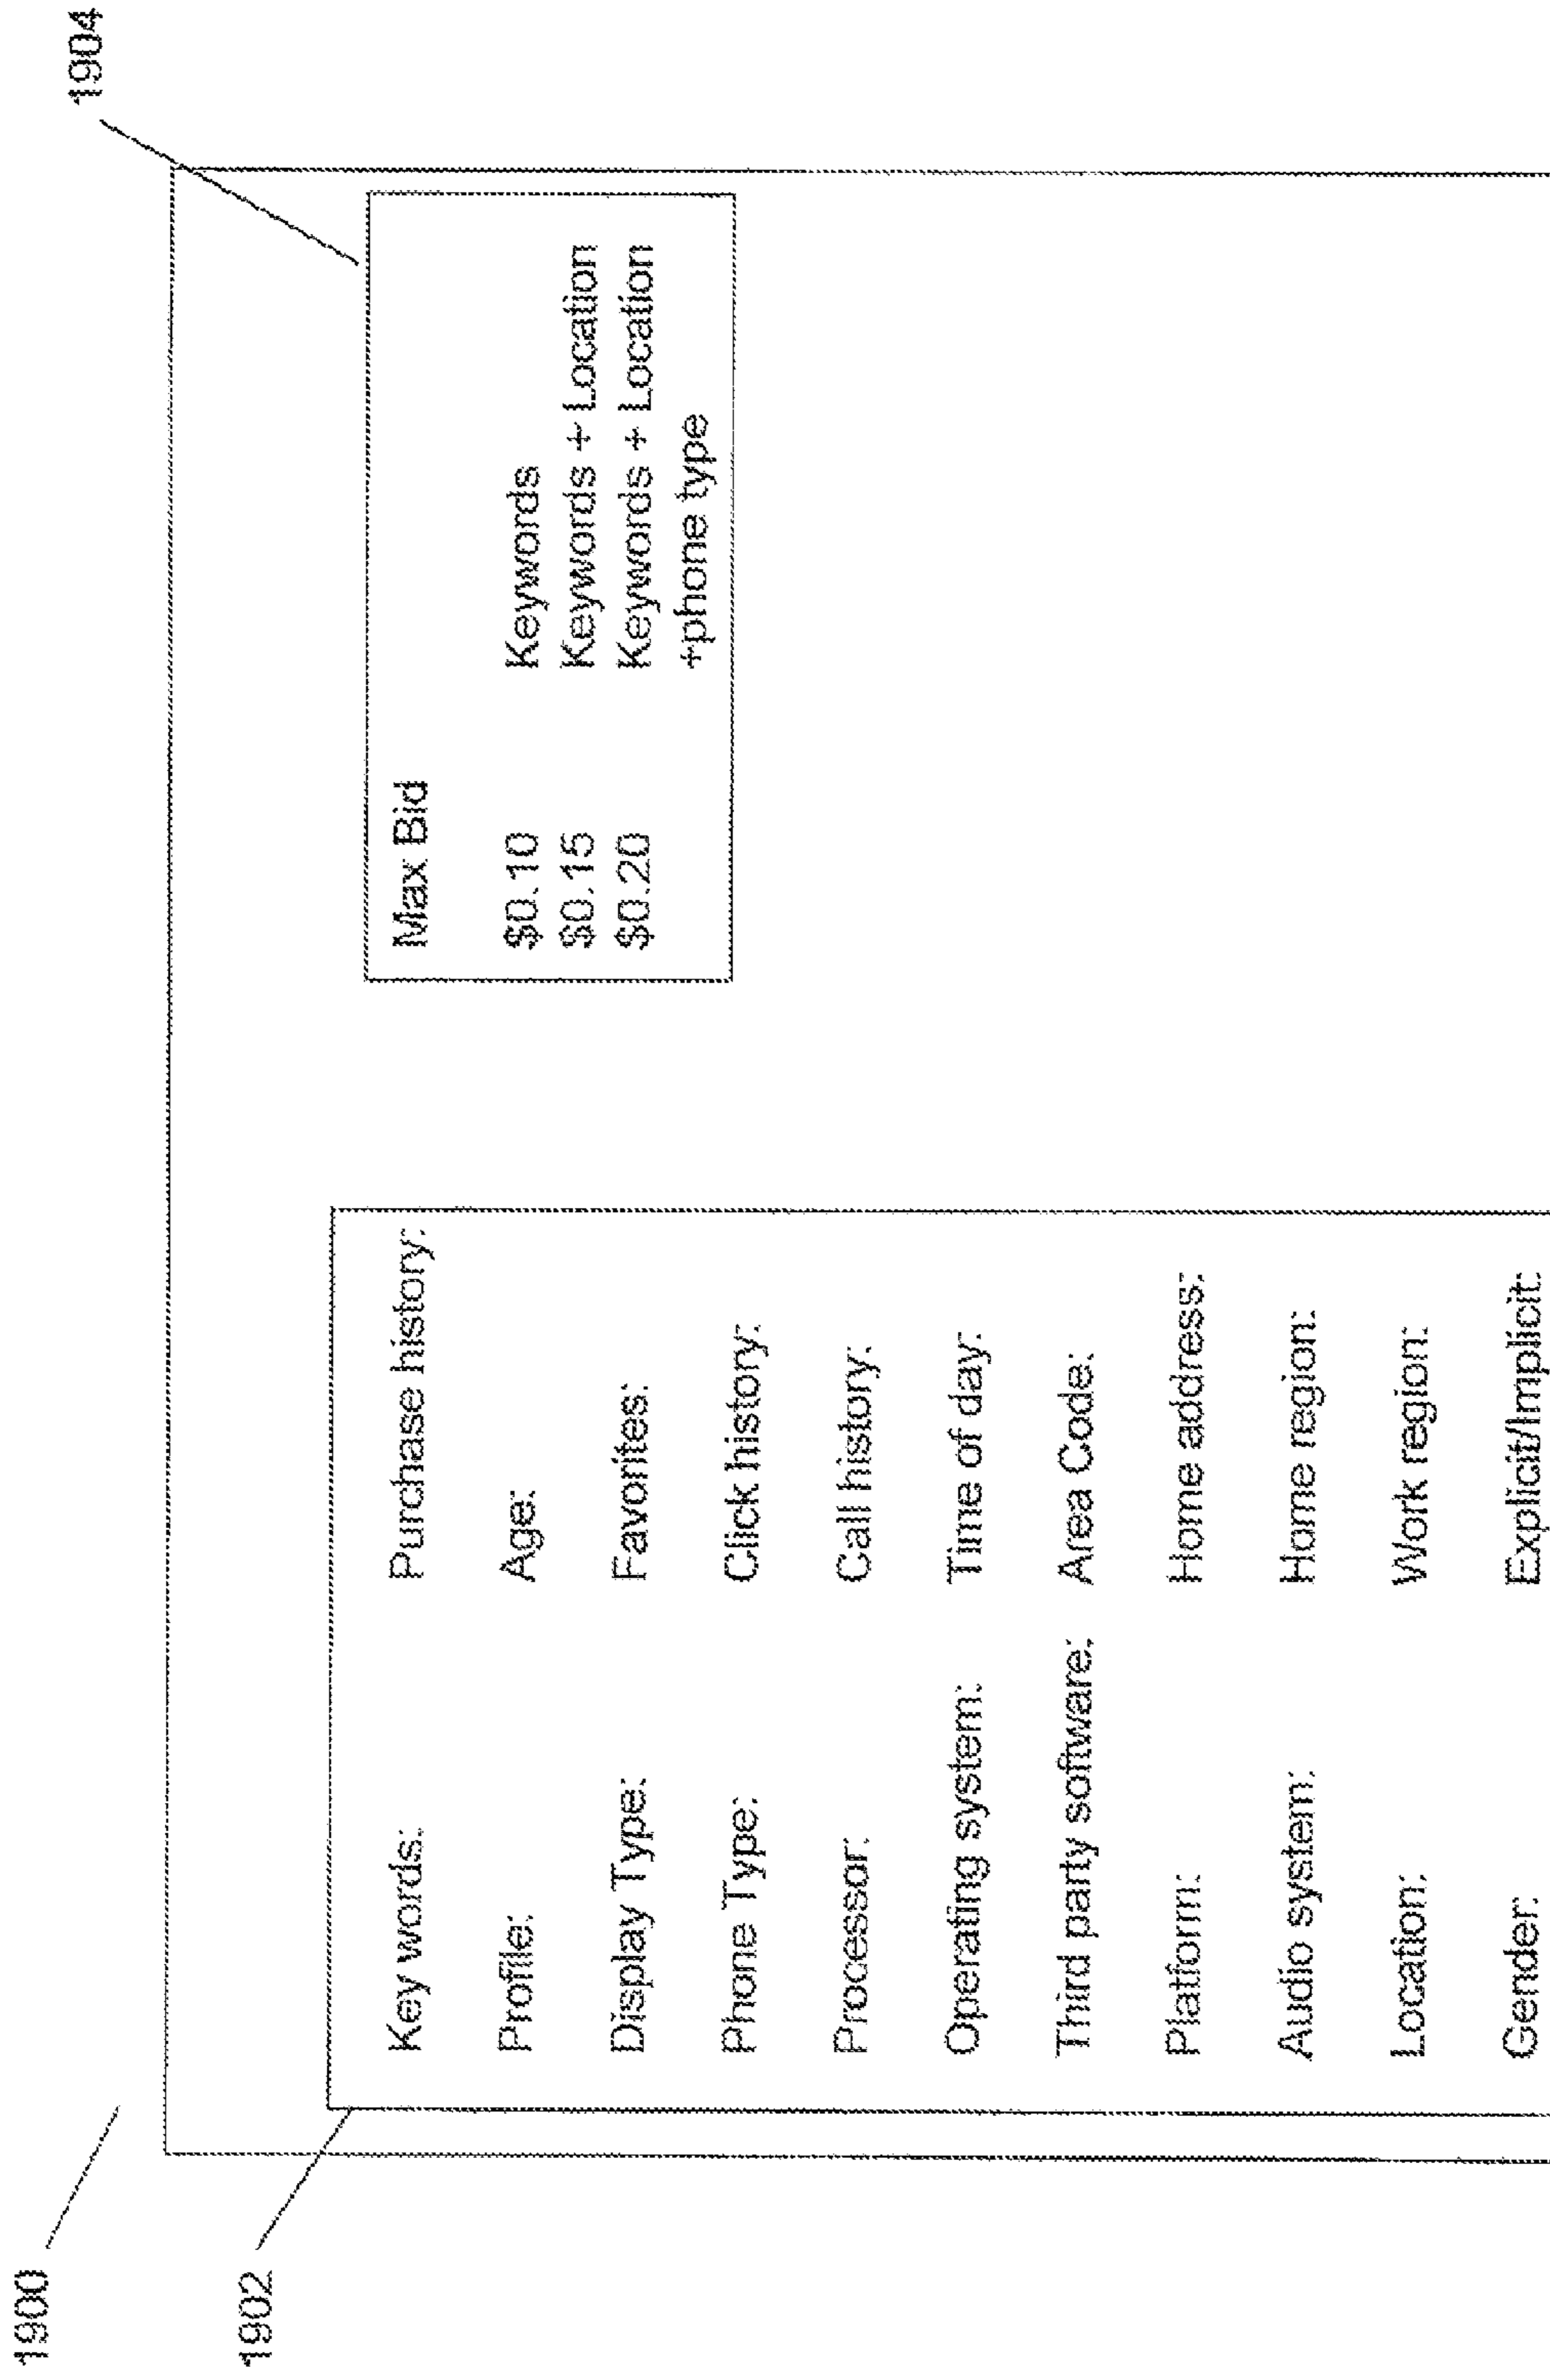 1900
1902
1904
Key words: Purchase history:
Profile: Age:
Display Type: Favorites:
Phone Type: Click history:
Processor: Call history:
Operating system: Time of day:
Third party software: Area Code:
Platform: Home address:
Audio system: Home region:
Location: Work region:
Gender: Explicit/Implicit:
Max Bid
$0.10 Keywords
$0.15 Keywords + Location
$0.20 Keywords + Location
+phone type